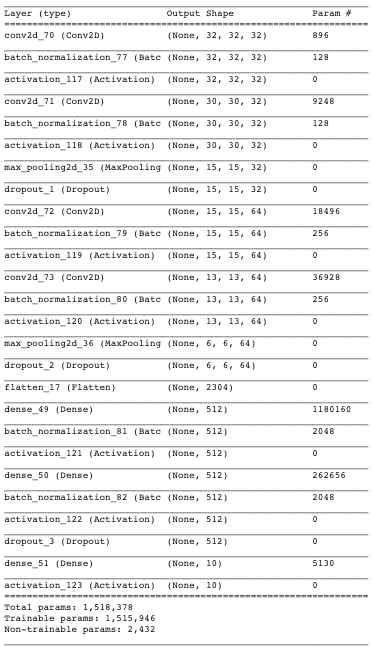 Layer (type) Output Shape Param #
conv2d_70 (Conv2D) (None, 32, 32, 32) 896
batch_normalization_77 (Batc (None, 32, 32, 32) 128
activation_117 (Activation) (None, 32, 32, 32) 0
conv2d_71 (Conv2D) (None, 30, 30, 32) 9248
batch_normalization_78 (Batc (None, 30, 30, 32) 128
activation_118 (Activation) (None, 30, 30, 32) 0
max_pooling2d_35 (MaxPooling (None, 15, 15, 32) 0
dropout_1 (Dropout) (None, 15, 15, 32) 0
conv2d_72 (Conv2D) (None, 15, 15, 64) 18496
batch_normalization_79 (Batc (None, 15, 15, 64) 256
activation_119 (Activation) (None, 15, 15, 64) 0
conv2d_73 (Conv2D) (None, 13, 13, 64) 36928
batch_normalization_80 (Batc (None, 13, 13, 64) 256
activation_120 (Activation) (None, 13, 13, 64) 0
max_pooling2d_36 (MaxPooling (None, 6, 6, 64) 0
dropout_2 (Dropout) (None, 6, 6, 64) 0
flatten_17 (Flatten) (None, 2304) 0
dense_49 (Dense) (None, 512) 1180160
batch_normalization_81 (Batc (None, 512) 2048
activation_121 (Activation) (None, 512) 0
dense_50 (Dense) (None, 512) 262656
batch_normalization_82 (Batc (None, 512) 2048
activation_122 (Activation) (None, 512) 0
dropout_3 (Dropout) (None, 512) 0
dense_51 (Dense) (None, 10) 5130
activation_123 (Activation) (None, 10) 0
Total params: 1,518,378
Trainable params: 1,515,946
Non-trainable params: 2,432